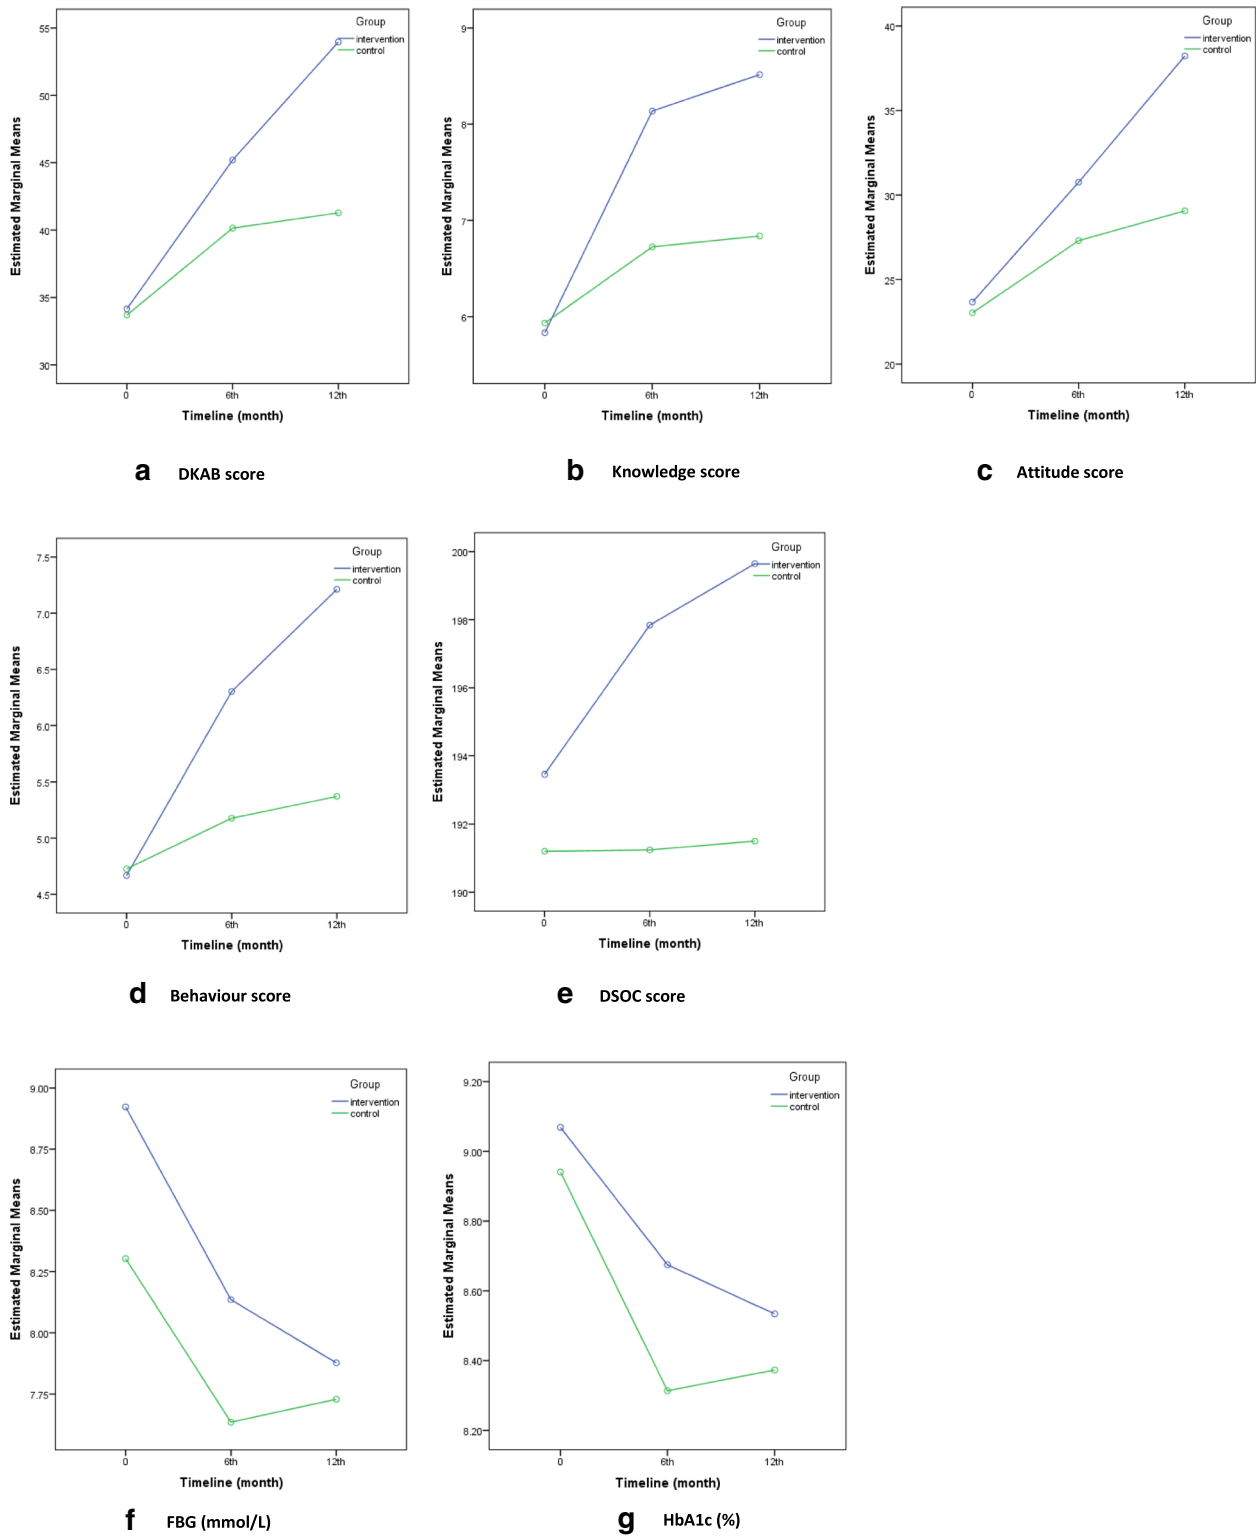 Group
intervention
control
55
50
45
40
35
30
Estimated Marginal Means
0 6th 12th
Timeline (month)
a DKAB score
Group
intervention
control
9
8
7
6
Estimated Marginal Means
0 6th 12th
Timeline (month)
b Knowledge score
Group
intervention
control
40
35
30
25
20
Estimated Marginal Means
0 6th 12th
Timeline (month)
c Attitude score
Group
intervention
control
7.5
7.0
6.5
6.0
5.5
5.0
4.5
Estimated Marginal Means
0 6th 12th
Timeline (month)
d Behaviour score
Group
intervention
control
200
198
196
194
192
190
Estimated Marginal Means
0 6th 12th
Timeline (month)
e DSOC score
Group
intervention
control
9.00
8.75
8.50
8.25
8.00
7.75
Estimated Marginal Means
0 6th 12th
Timeline (month)
f FBG (mmol/L)
Group
intervention
control
9.20
9.00
8.80
8.60
8.40
8.20
Estimated Marginal Means
0 6th 12th
Timeline (month)
g HbA1c (%)